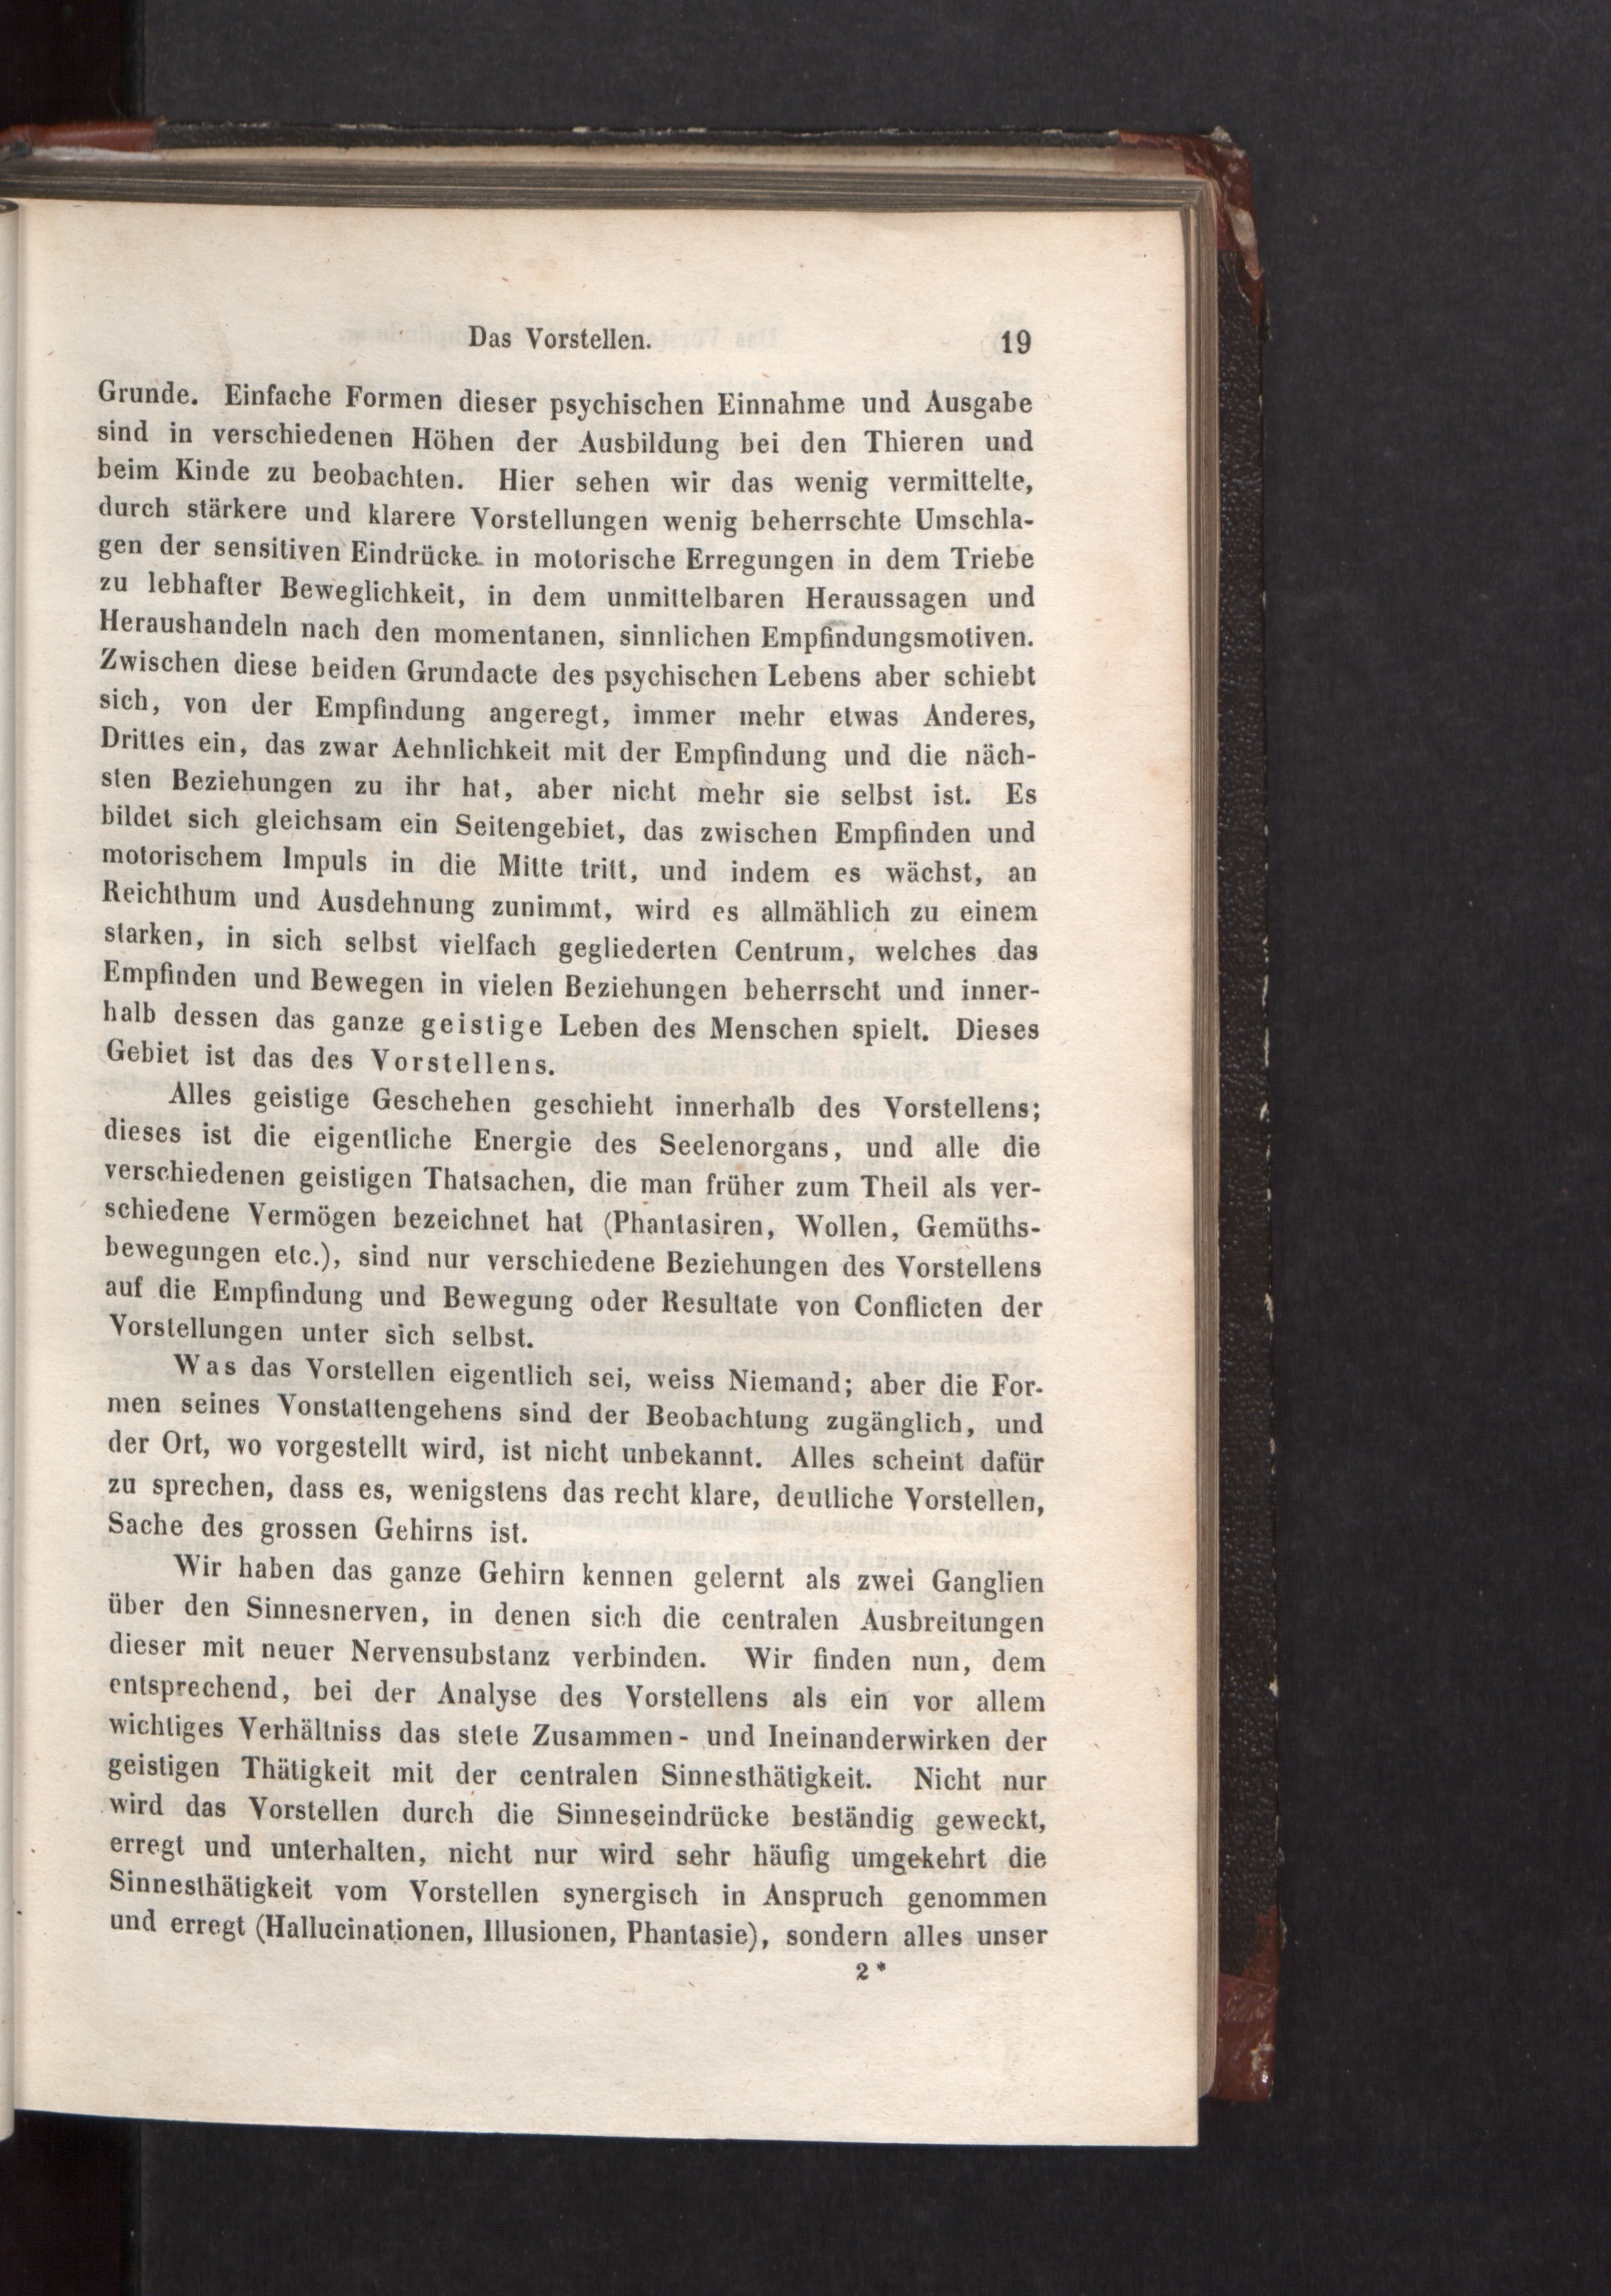 Das Vorstellen. 19
Grunde. Einfache Formen dieser psychischen Einnahme und Ausgabe
sind in verschiedenen Höhen der Ausbildung bei den Thieren und
beim Kinde zu beobachten. Hier sehen wir das wenig vermittelte,
durch stärkere und klarere Vorstellungen wenig beherrschte Umschla-
gen der sensitiven Eindrücke in motorische Erregungen in dem Triebe
zu lebhafter Beweglichkeit, in dem unmittelbaren Heraussagen und
Heraushandeln nach den momentanen, sinnlichen Empfindungsmotiven.
Zwischen diese beiden Grundacte des psychischen Lebens aber schiebt
sich, von der Empfindung angeregt, immer mehr etwas Anderes,
Drittes ein, das zwar Aehnlichkeit mit der Empfindung und die näch-
sten Beziehungen zu ihr hat, aber nicht mehr sie selbst ist. Es
bildet sich gleichsam ein Seitengebiet, das zwischen Empfinden und
motorischem Impuls in die Mitte tritt, und indem es wächst, an
Reichthum und Ausdehnung zunimmt, wird es allmählich zu einem
starken, in sich selbst vielfach gegliederten Centrum, welches das
Empfinden und Bewegen in vielen Beziehungen beherrscht und inner-
halb dessen das ganze geistige Leben des Menschen spielt. Dieses
Gebiet ist das des Vorstellens.
Alles geistige Geschehen geschieht innerhalb des Vorstellens;
dieses ist die eigentliche Energie des Seelenorgans, und alle die
verschiedenen geistigen Thatsachen, die man früher zum Theil als ver-
schiedene Vermögen bezeichnet hat (Phantasiren, Wollen, Gemüths-
bewegungen etc.), sind nur verschiedene Beziehungen des Vorstellens
auf die Empfindung und Bewegung oder Resultate von Conflicten der
Vorstellungen unter sich selbst.
Was das Vorstellen eigentlich sei, weiss Niemand; aber die For-
men seines Vonstattengehens sind der Beobachtung zugänglich, und
der Ort, wo vorgestellt wird, ist nicht unbekannt. Alles scheint dafür
zu sprechen, dass es, wenigstens das recht klare, deutliche Vorstellen,
Sache des grossen Gehirns ist.
Wir haben das ganze Gehirn kennen gelernt als zwei Ganglien
über den Sinnesnerven, in denen sich die centralen Ausbreitungen
dieser mit neuer Nervensubstanz verbinden. Wir finden nun, dem
entsprechend, bei der Analyse des Vorstellens als ein vor allem
wichtiges Verhältniss das stete Zusammen- und Ineinanderwirken der
geistigen Thätigkeit mit der centralen Sinnesthätigkeit. Nicht nur
wird das Vorstellen durch die Sinneseindrücke beständig geweckt,
erregt und unterhalten, nicht nur wird sehr häufig umgekehrt die
Sinnesthätigkeit vom Vorstellen synergisch in Anspruch genommen
und erregt (Hallucinationen, Illusionen, Phantasie), sondern alles unser
2*